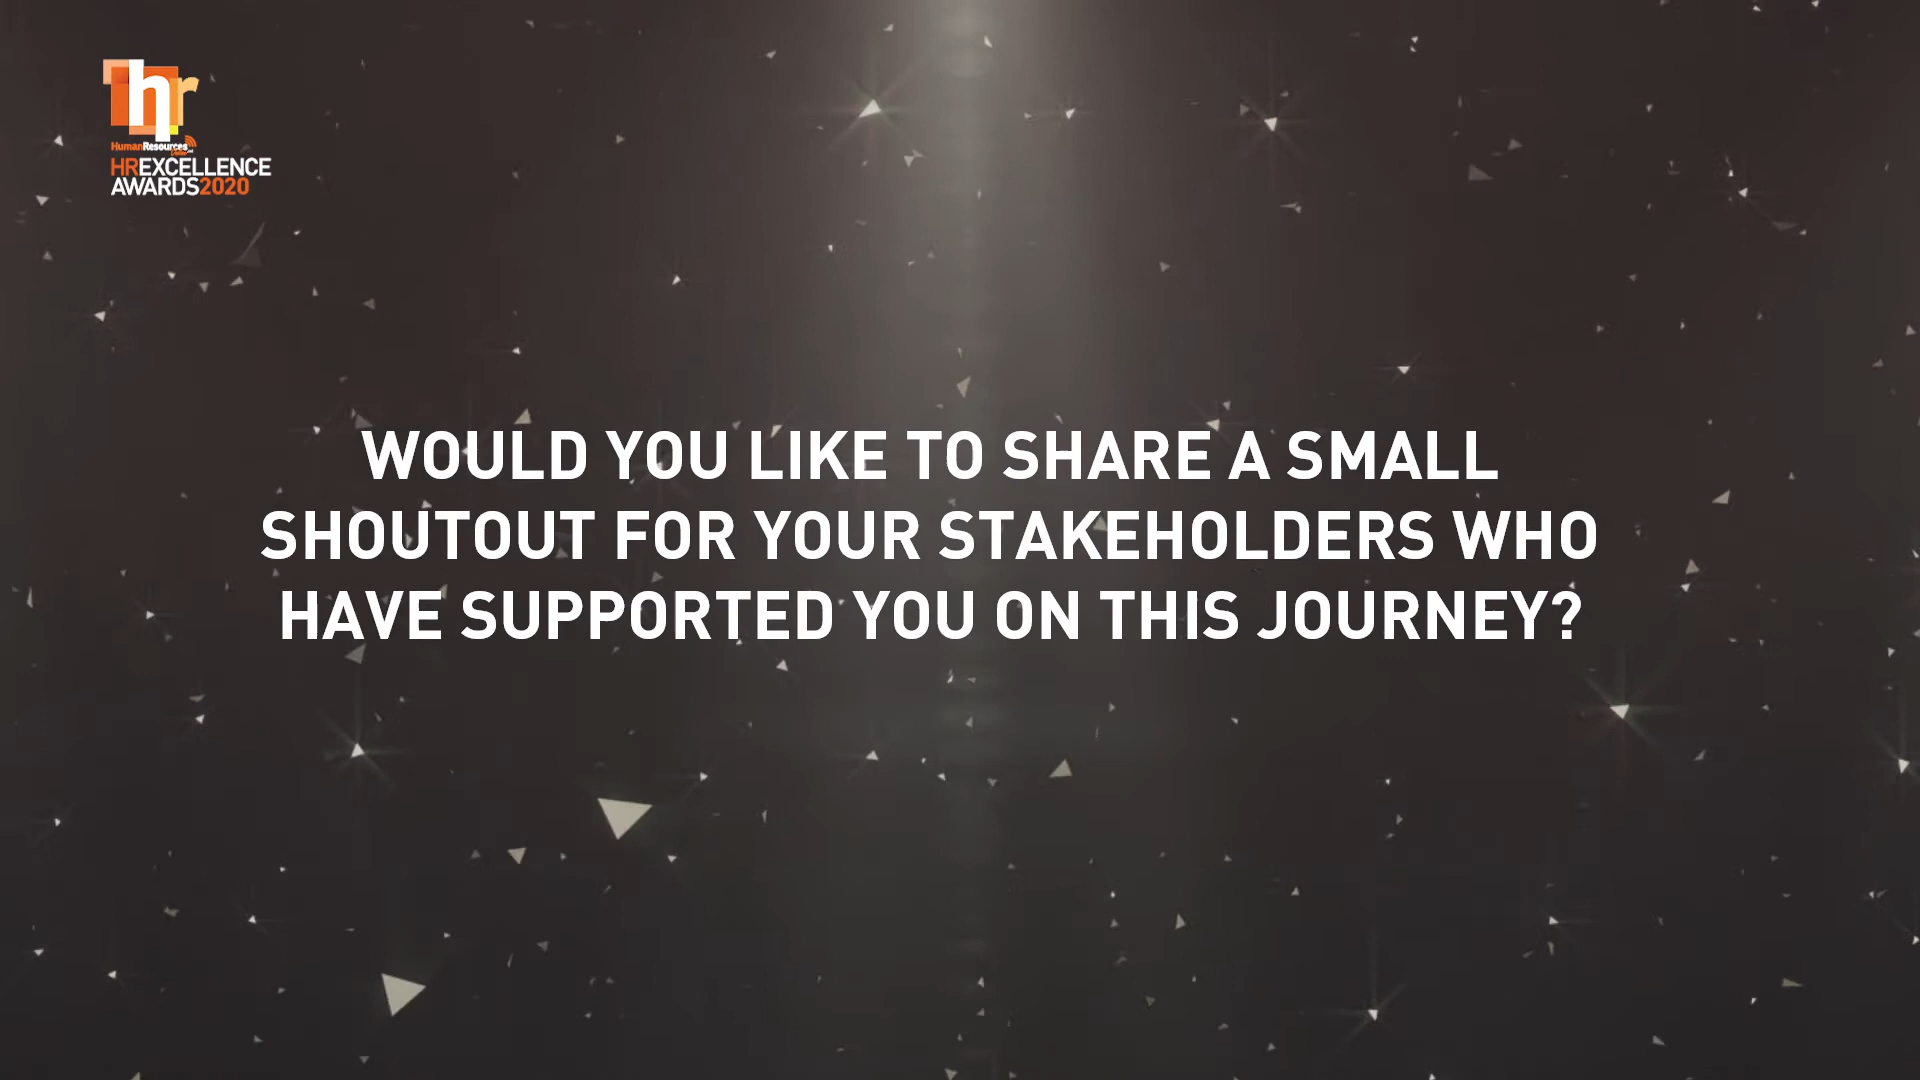 hr
HumanResources
HREXCELLENCE
AWARDS2020
WOULD YOU LIKE TO SHARE A SMALL
SHOUTOUT FOR YOUR STAKEHOLDERS WHO
HAVE SUPPORTED YOU ON THIS JOURNEY?